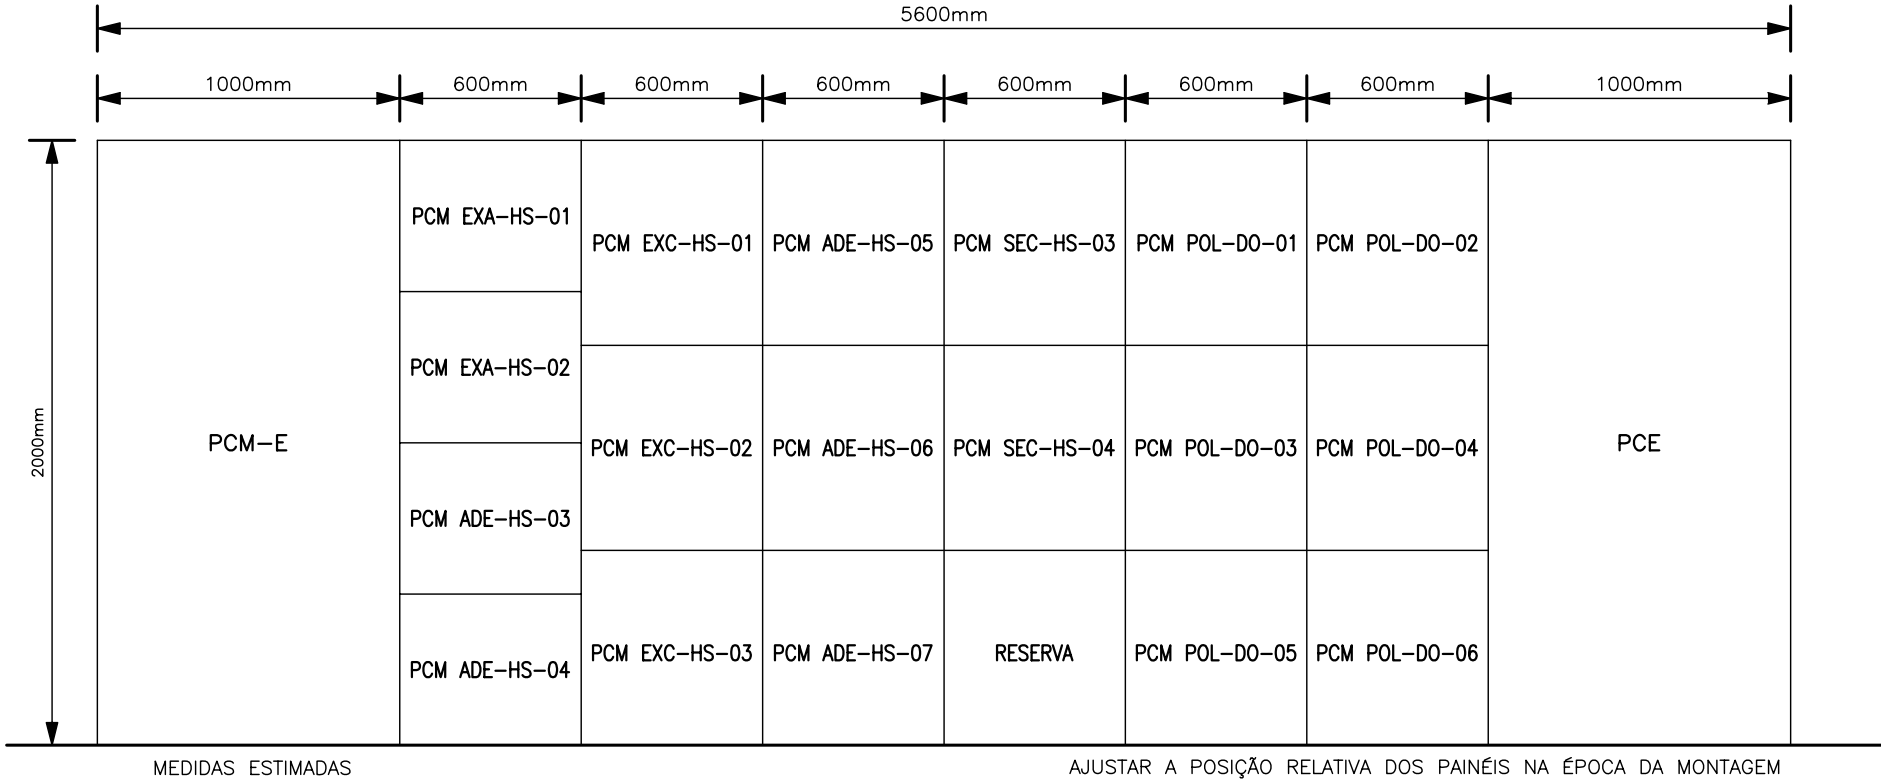 5600mm
1000mm 600mm 600mm 600mm 600mm 600mm 600mm 1000mm
PCM EXA-HS-01
PCM EXC-HS-01 PCM ADE-HS-05 PCM SEC-HS-03 PCM POL-DO-01 PCM POL-DO-02
PCM EXA-HS-02
2000mm PCM-E PCM EXC-HS-02 PCM ADE-HS-06 PCM SEC-HS-04 PCM POL-DO-03 PCM POL-DO-04 PCE
PCM ADE-HS-03
PCM EXC-HS-03 PCM ADE-HS-07 RESERVA PCM POL-DO-05 PCM POL-DO-06
PCM ADE-HS-04
MEDIDAS ESTIMADAS AJUSTAR A POSIÇÃO RELATIVA DOS PAINÉIS NA ÉPOCA DA MONTAGEM